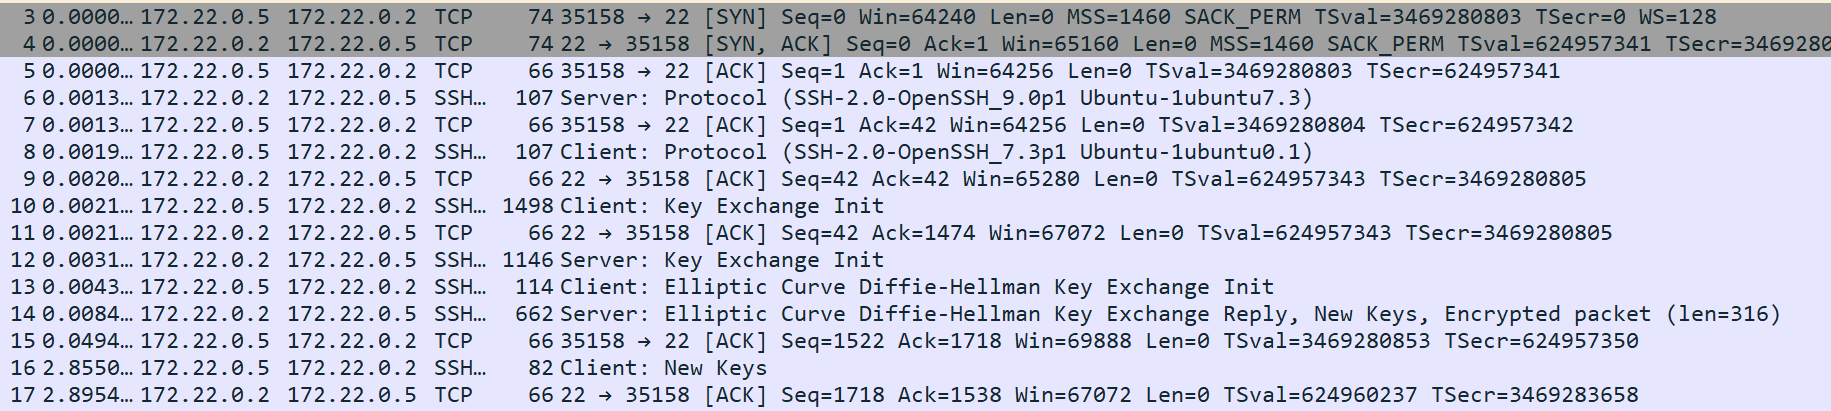 3 0.0000… 172.22.0.5 172.22.0.2 TCP 74 35158 → 22 [SYN] Seq=0 Win=64240 Len=0 MSS=1460 SACK_PERM TSval=3469280803 TSecr=0 WS=128
4 0.0000… 172.22.0.2 172.22.0.5 TCP 74 22 → 35158 [SYN, ACK] Seq=0 Ack=1 Win=65160 Len=0 MSS=1460 SACK_PERM TSval=624957341 TSecr=3469280
5 0.0000… 172.22.0.5 172.22.0.2 TCP 66 35158 → 22 [ACK] Seq=1 Ack=1 Win=64256 Len=0 TSval=3469280803 TSecr=624957341
6 0.0013… 172.22.0.2 172.22.0.5 SSH… 107 Server: Protocol (SSH-2.0-OpenSSH_9.0p1 Ubuntu-1ubuntu7.3)
7 0.0013… 172.22.0.5 172.22.0.2 TCP 66 35158 → 22 [ACK] Seq=1 Ack=42 Win=64256 Len=0 TSval=3469280804 TSecr=624957342
8 0.0019… 172.22.0.5 172.22.0.2 SSH… 107 Client: Protocol (SSH-2.0-OpenSSH_7.3p1 Ubuntu-1ubuntu0.1)
9 0.0020… 172.22.0.2 172.22.0.5 TCP 66 22 → 35158 [ACK] Seq=42 Ack=42 Win=65280 Len=0 TSval=624957343 TSecr=3469280805
10 0.0021… 172.22.0.5 172.22.0.2 SSH… 1498 Client: Key Exchange Init
11 0.0021… 172.22.0.2 172.22.0.5 TCP 66 22 → 35158 [ACK] Seq=42 Ack=1474 Win=67072 Len=0 TSval=624957343 TSecr=3469280805
12 0.0031… 172.22.0.2 172.22.0.5 SSH… 1146 Server: Key Exchange Init
13 0.0043… 172.22.0.5 172.22.0.2 SSH… 114 Client: Elliptic Curve Diffie-Hellman Key Exchange Init
14 0.0084… 172.22.0.2 172.22.0.5 SSH… 662 Server: Elliptic Curve Diffie-Hellman Key Exchange Reply, New Keys, Encrypted packet (len=316)
15 0.0494… 172.22.0.5 172.22.0.2 TCP 66 35158 → 22 [ACK] Seq=1522 Ack=1718 Win=69888 Len=0 TSval=3469280853 TSecr=624957350
16 2.8550… 172.22.0.5 172.22.0.2 SSH… 82 Client: New Keys
17 2.8954… 172.22.0.2 172.22.0.5 TCP 66 22 → 35158 [ACK] Seq=1718 Ack=1538 Win=67072 Len=0 TSval=624960237 TSecr=3469283658